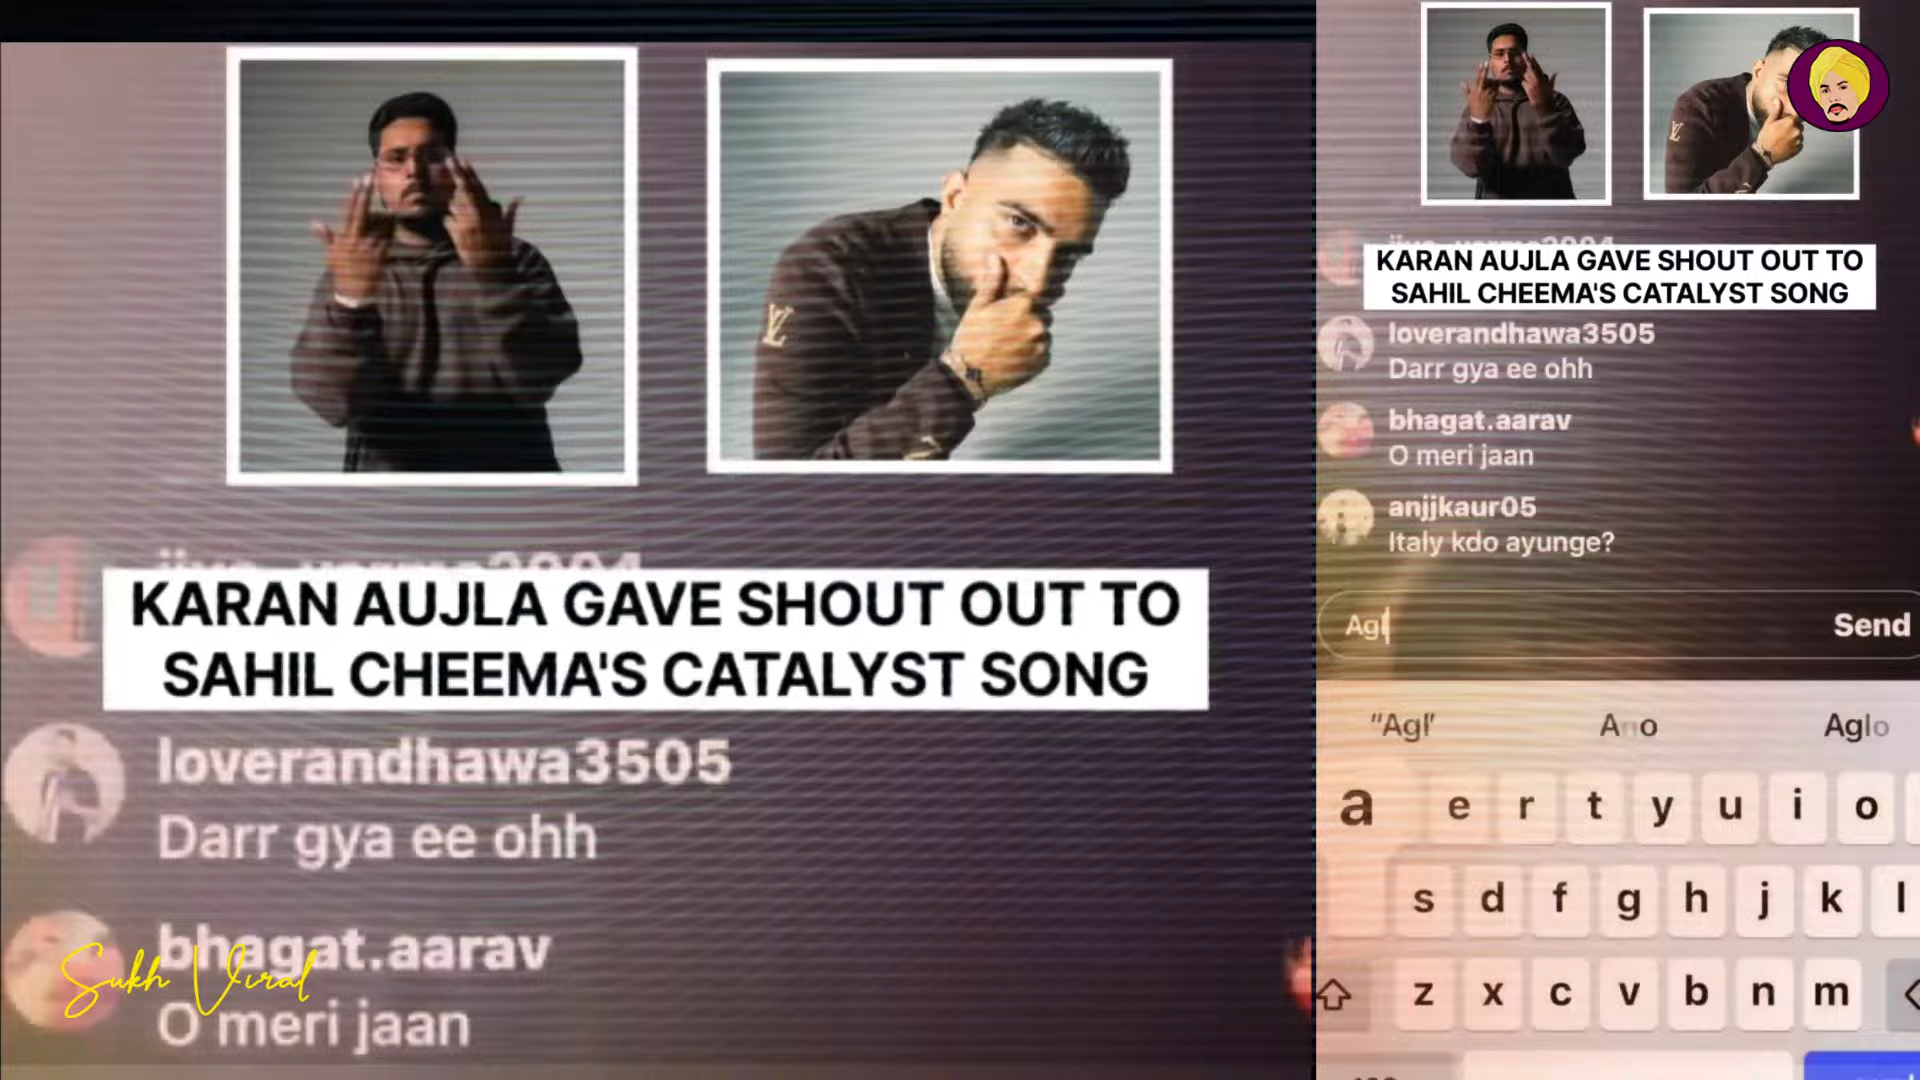 KARAN AUJLA GAVE SHOUT OUT TO
SAHIL CHEEMA'S CATALYST SONG
loverandhawa3505
Darr gya ee ohh
bhagat.aarav
O meri jaan
Sukh Viral
KARAN AUJLA GAVE SHOUT OUT TO
SAHIL CHEEMA'S CATALYST SONG
loverandhawa3505
Darr gya ee ohh
bhagat.aarav
O meri jaan
anjjkaur05
Italy kdo ayunge?
Agl
Send
"Agl" Ano Aglo
a e r t y u i o
s d f g h j k l
z x c v b n m